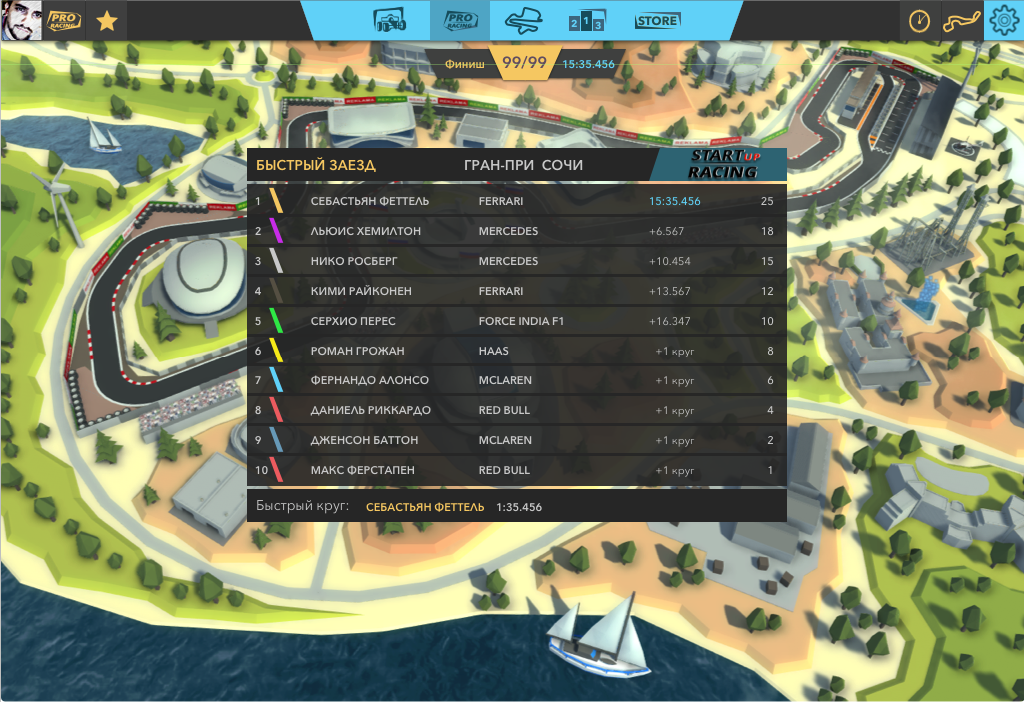 PRO RACING
PRO RACING
2 1 3
STORE
Финиш 99/99 15:35.456
БЫСТРЫЙ ЗАЕЗД ГРАН-ПРИ СОЧИ STARTUP RACING
1 СЕБАСТЬЯН ФЕТТЕЛЬ FERRARI 15:35.456 25
2 ЛЬЮИС ХЕМИЛТОН MERCEDES +6.567 18
3 НИКО РОСБЕРГ MERCEDES +10.454 15
4 КИМИ РАЙКОНЕН FERRARI +13.567 12
5 СЕРХИО ПЕРЕС FORCE INDIA F1 +16.347 10
6 РОМАН ГРОЖАН HAAS +1 круг 8
7 ФЕРНАНДО АЛОНСО MCLAREN +1 круг 6
8 ДАНИЕЛЬ РИККАРДО RED BULL +1 круг 4
9 ДЖЕНСОН БАТТОН MCLAREN +1 круг 2
10 МАКС ФЕРСТАПЕН RED BULL +1 круг 1
Быстрый круг: СЕБАСТЬЯН ФЕТТЕЛЬ 1:35.456